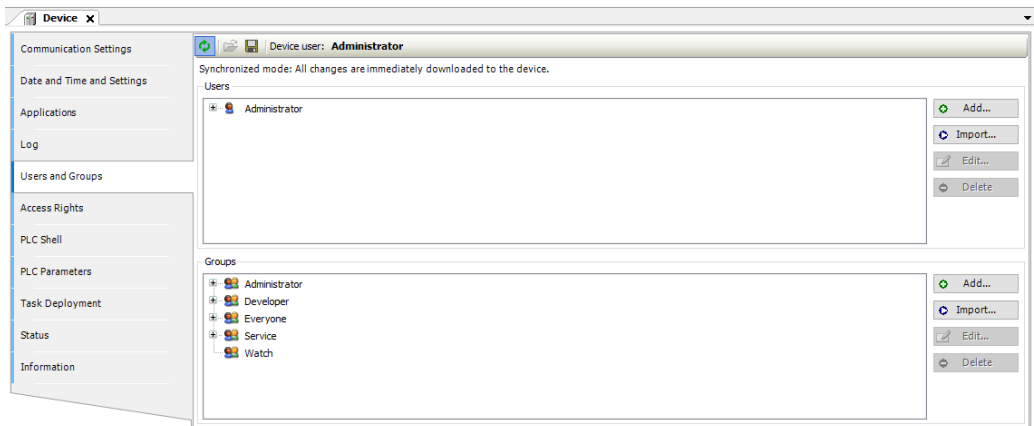 Device
Communication Settings
Date and Time and Settings
Applications
Log
Users and Groups
Access Rights
PLC Shell
PLC Parameters
Task Deployment
Status
Information
Device user: Administrator
Synchronized mode: All changes are immediately downloaded to the device.
Users
Administrator
Add...
Import...
Edit...
Delete
Groups
Administrator
Developer
Everyone
Service
Watch
Add...
Import...
Edit...
Delete